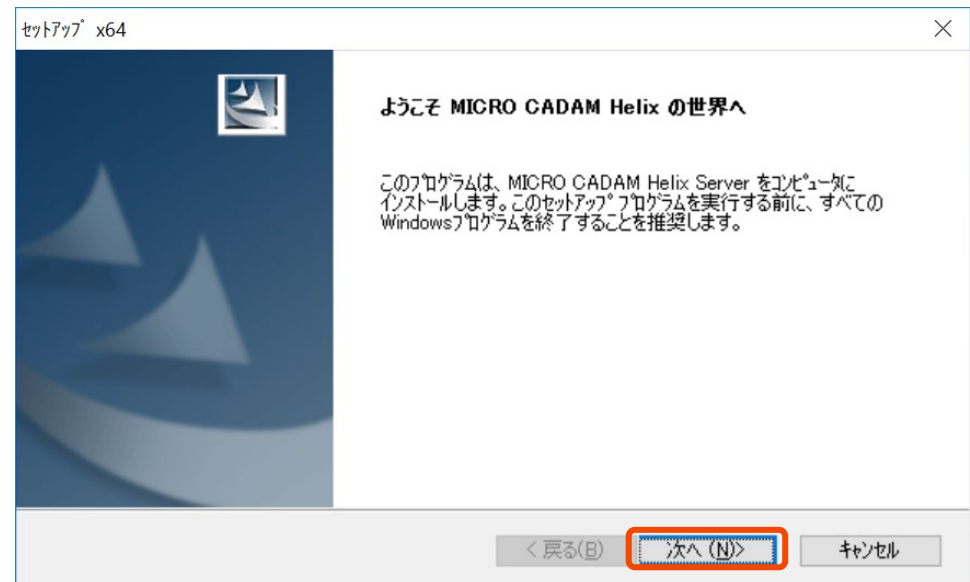 ｾｯﾄｱｯﾌﾟ x64
ようこそ MICRO CADAM Helix の世界へ
このﾌﾟﾛｸﾞﾗﾑは、MICRO CADAM Helix Server をｺﾝﾋﾟｭｰﾀに
ｲﾝｽﾄｰﾙします。このｾｯﾄｱｯﾌﾟ ﾌﾟﾛｸﾞﾗﾑを実行する前に、すべての
Windowsﾌﾟﾛｸﾞﾗﾑを終了することを推奨します。
< 戻る(B)
次へ (N)>
ｷｬﾝｾﾙ